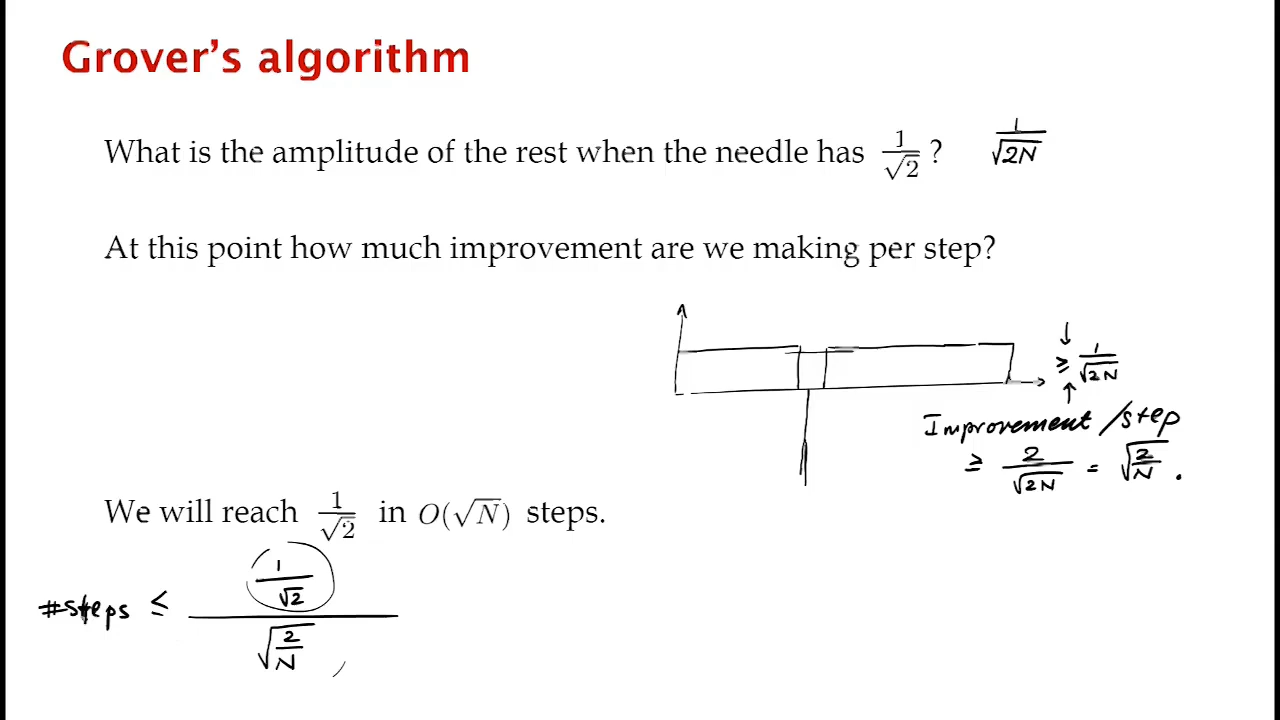 Grover's algorithm
What is the amplitude of the rest when the needle has 1/√2 ? 1/√2N
At this point how much improvement are we making per step?
≥ 1/√2N
Improvement/step
≥ 2/√2N = √2/N .
We will reach 1/√2 in O(√N) steps.
#steps ≤ (1/√2)/(√2/N)